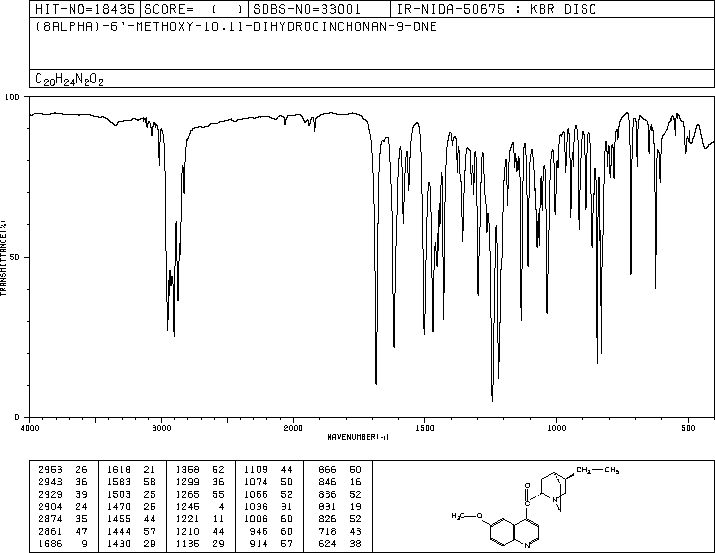 HIT-NO=18435 SCORE= ( ) SDBS-NO=33001 IR-NIDA-50675 : KBR DISC
(8ALPHA)-6'-METHOXY-10,11-DIHYDROCINCHONAN-9-ONE
C20H24N2O2
100
50
0
TRANSMITTANCE(%)
4000 3000 2000 1500 1000 500
WAVENUMBER(-1)
2953 26 1618 21 1358 52 1109 44 866 50
2943 36 1583 58 1299 36 1074 50 846 16
2929 39 1503 25 1265 55 1066 52 836 52
2904 24 1470 26 1245 4 1036 31 831 19
2874 35 1455 44 1221 11 1006 60 826 52
2861 47 1444 57 1210 44 946 60 718 43
1686 9 1430 29 1135 29 914 57 624 38
CH2—CH3
N
C
O
H3C
O
N